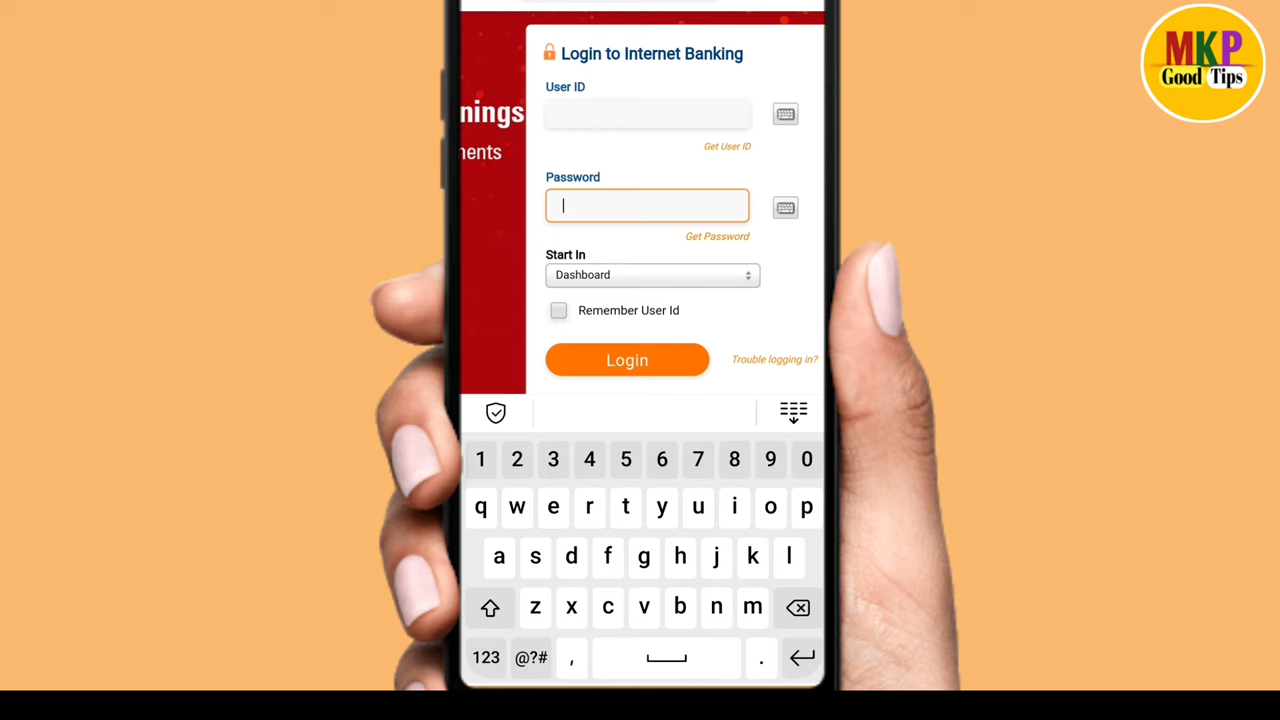 MKP
Good Tips
Login to Internet Banking
User ID
nings
Get User ID
Password
Get Password
Start In
Dashboard
Remember User Id
Login
Trouble logging in?
1 2 3 4 5 6 7 8 9 0
q w e r t y u i o p
a s d f g h j k l
z x c v b n m
123 @?# , .